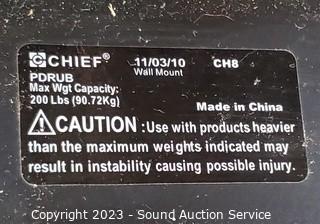 CHIEF® 11/03/10 CH8
PDRUB Wall Mount
Max Wgt Capacity:
200 Lbs (90.72Kg)
Made in China
CAUTION: Use with products heavier
than the maximum weights indicated may
result in instability causing possible injury.
Copyright 2023 - Sound Auction Service